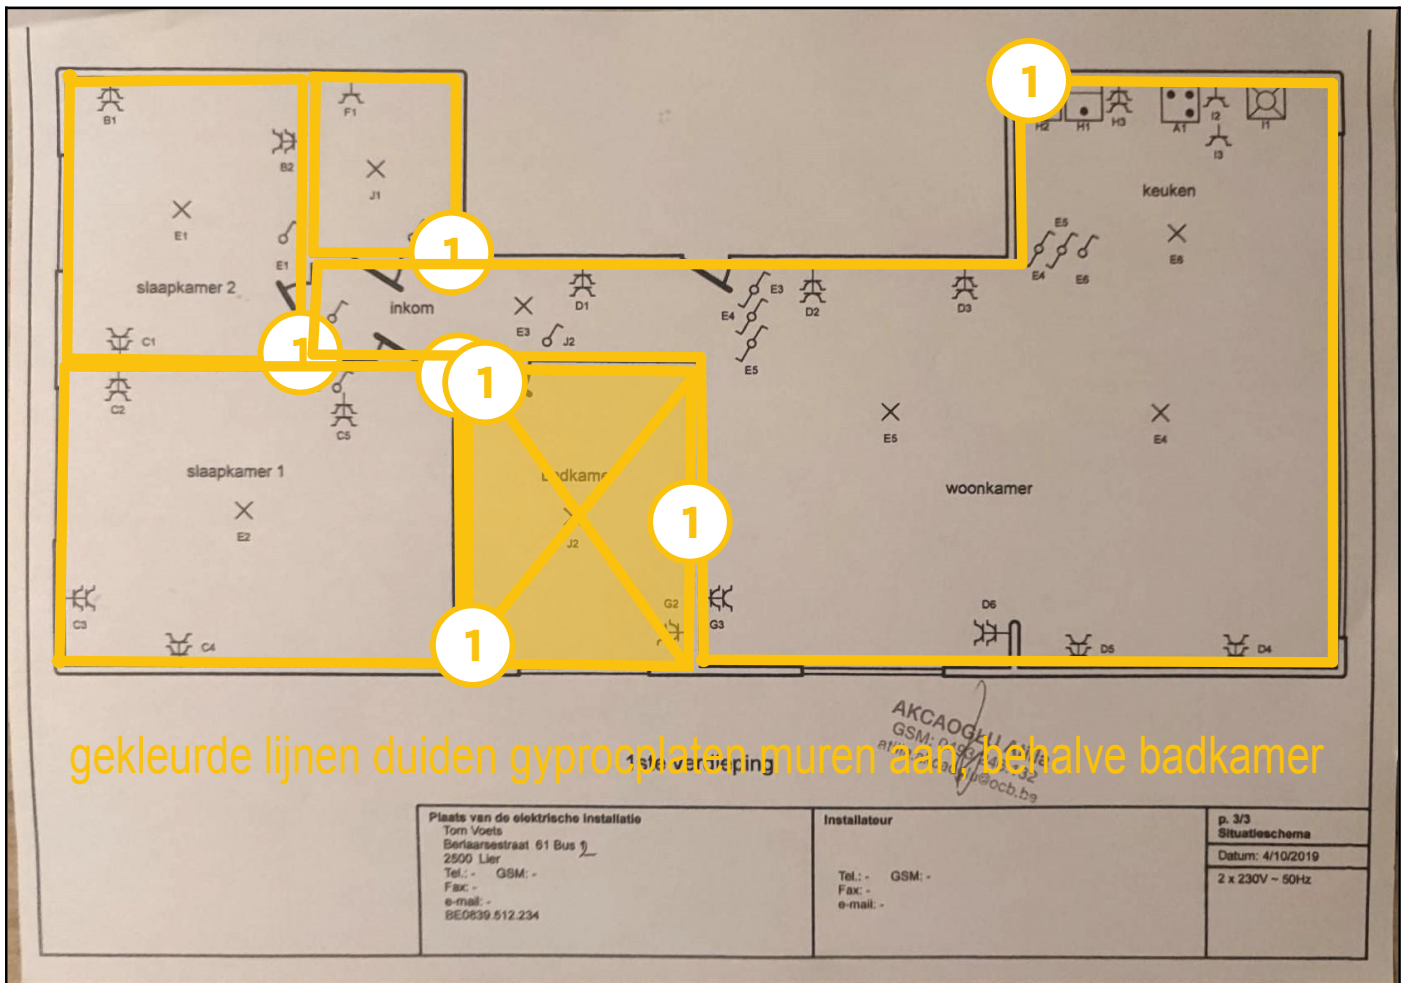 1
H2
H1
H3
A1
I2
I1
I3
B1
F1
B2
J1
keuken
E1
1
E5
E4
E6
E6
E1
slaapkamer 2
inkom
D1
E3
E4
D2
D3
E3
J2
E5
C1
1
1
C2
C5
E5
E4
slaapkamer 1
woonkamer
E2
1
J2
C3
G2
G3
D6
C4
1
D5
D4
AKCAOGLU
GSM:
gekleurde lijnen duiden gyprocplaten muren aan, behalve badkamer
1ste verdieping
@ocb.be
Plaats van de elektrische installatie
Tom Voets
Berlaarsestraat 61 Bus
2500 Lier
Tel.: - GSM: -
Fax: -
e-mail: -
BE0839.512.234
Installateur
Tel.: - GSM: -
Fax: -
e-mail: -
p. 3/3
Situatieschema
Datum: 4/10/2019
2 x 230V ~ 50Hz